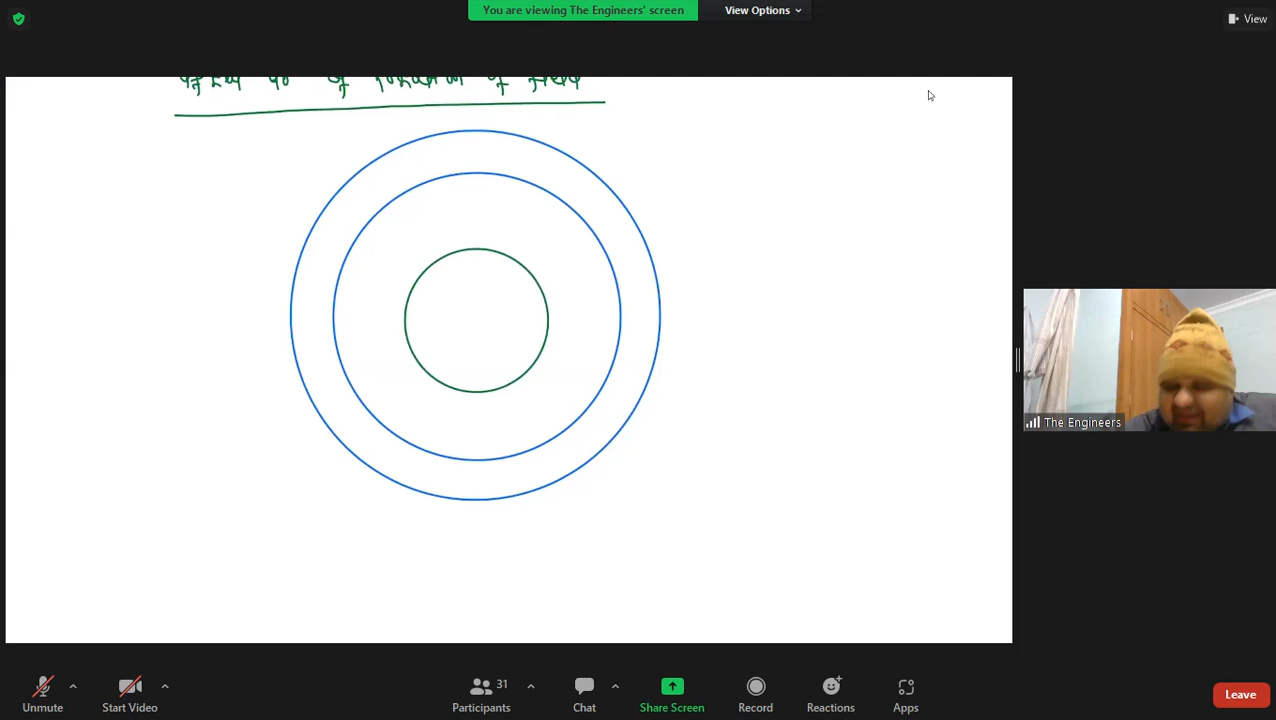 You are viewing The Engineers' screen
View Options
View
The Engineers
Unmute
Start Video
31
Participants
Chat
Share Screen
Record
Reactions
Apps
Leave